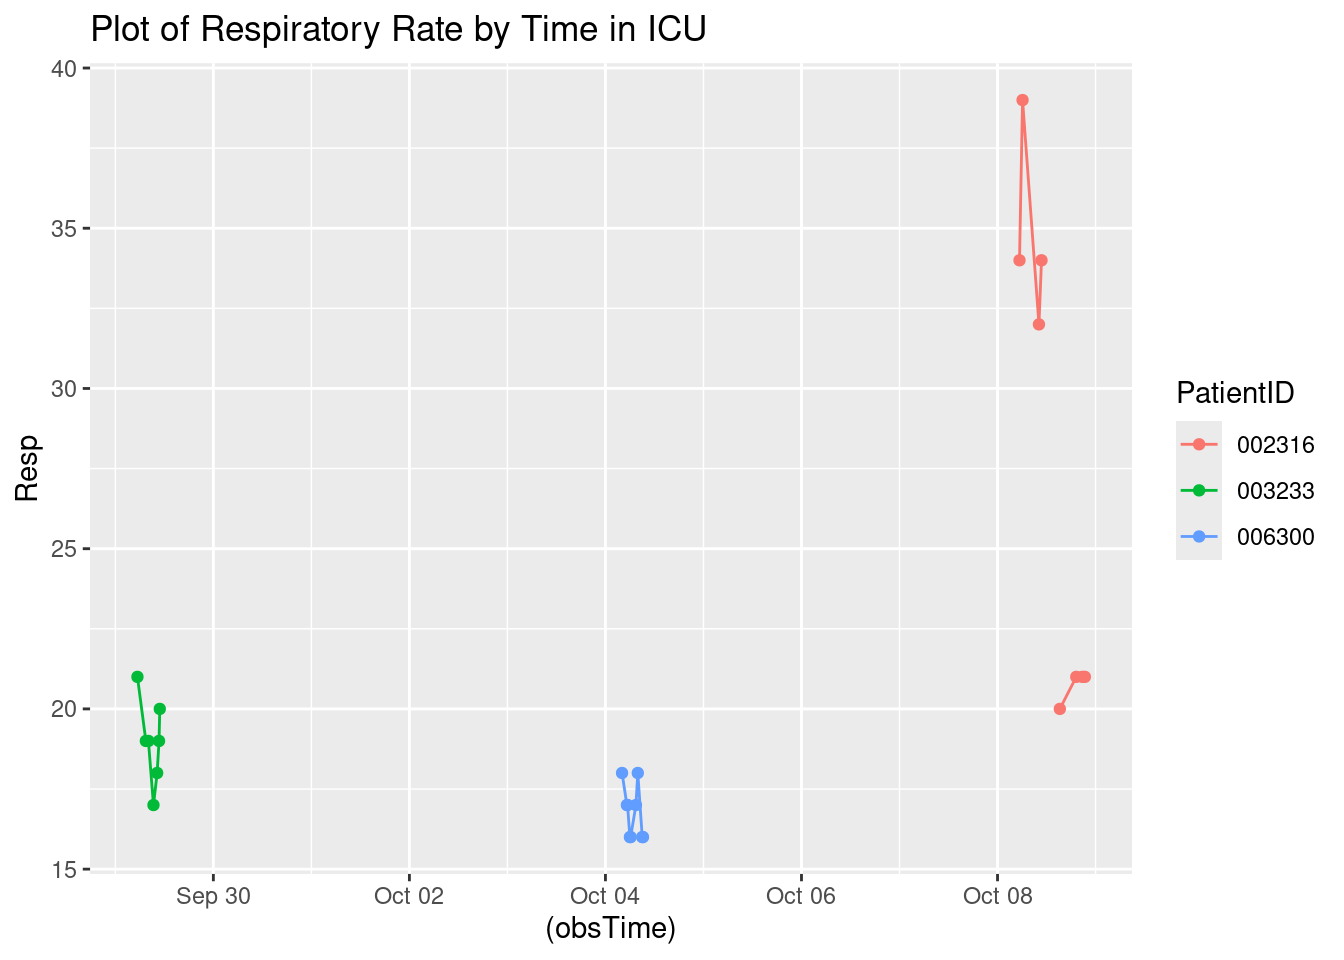 Plot of Respiratory Rate by Time in ICU
40
35
30
25
20
15
Resp
Sep 30
Oct 02
Oct 04
Oct 06
Oct 08
(obsTime)
PatientID
002316
003233
006300